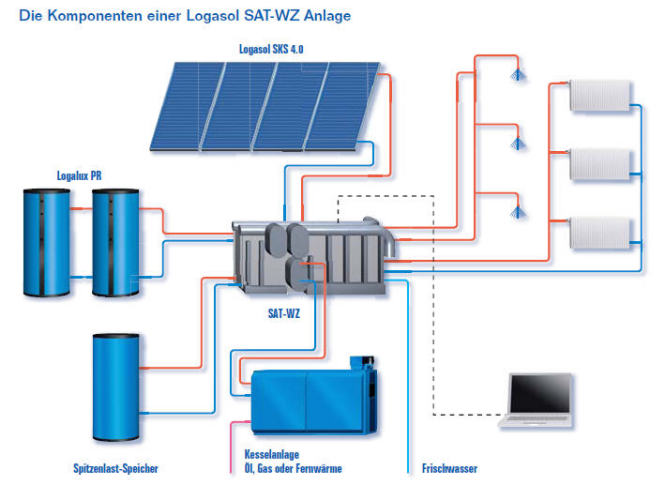 Die Komponenten einer Logasol SAT-WZ Anlage
Logasol SKS 4.0
Logalux PR
SAT-WZ
Spitzenlast-Speicher
Kesselanlage
Öl, Gas oder Fernwärme
Frischwasser